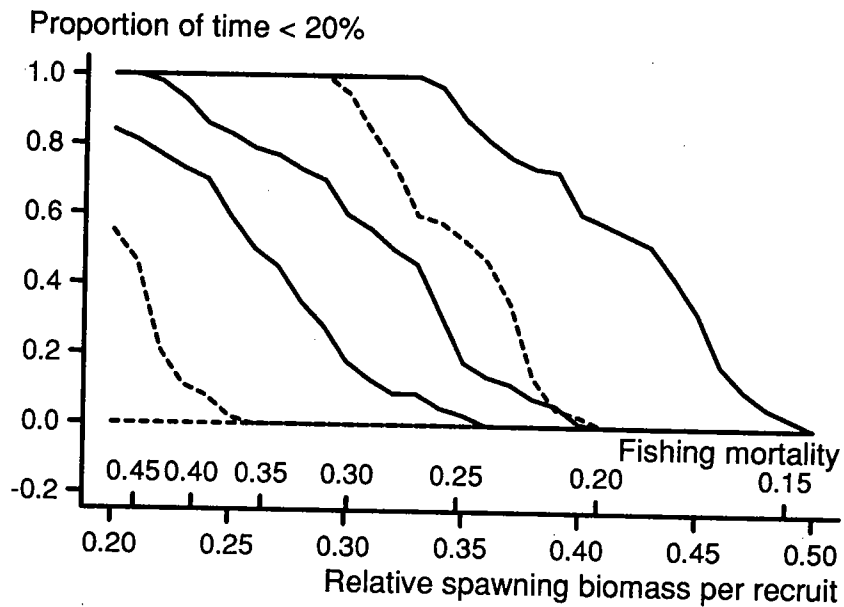 Proportion of time < 20%
1.0
0.8
0.6
0.4
0.2
0.0
-0.2
Fishing mortality
0.45 0.40 0.35 0.30 0.25 0.20 0.15
0.20 0.25 0.30 0.35 0.40 0.45 0.50
Relative spawning biomass per recruit